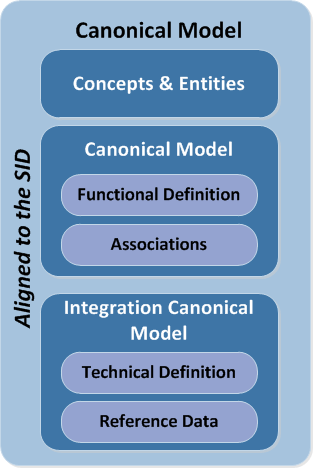 Canonical Model
Aligned to the SID
Concepts & Entities
Canonical Model
Functional Definition
Associations
Integration Canonical
Model
Technical Definition
Reference Data